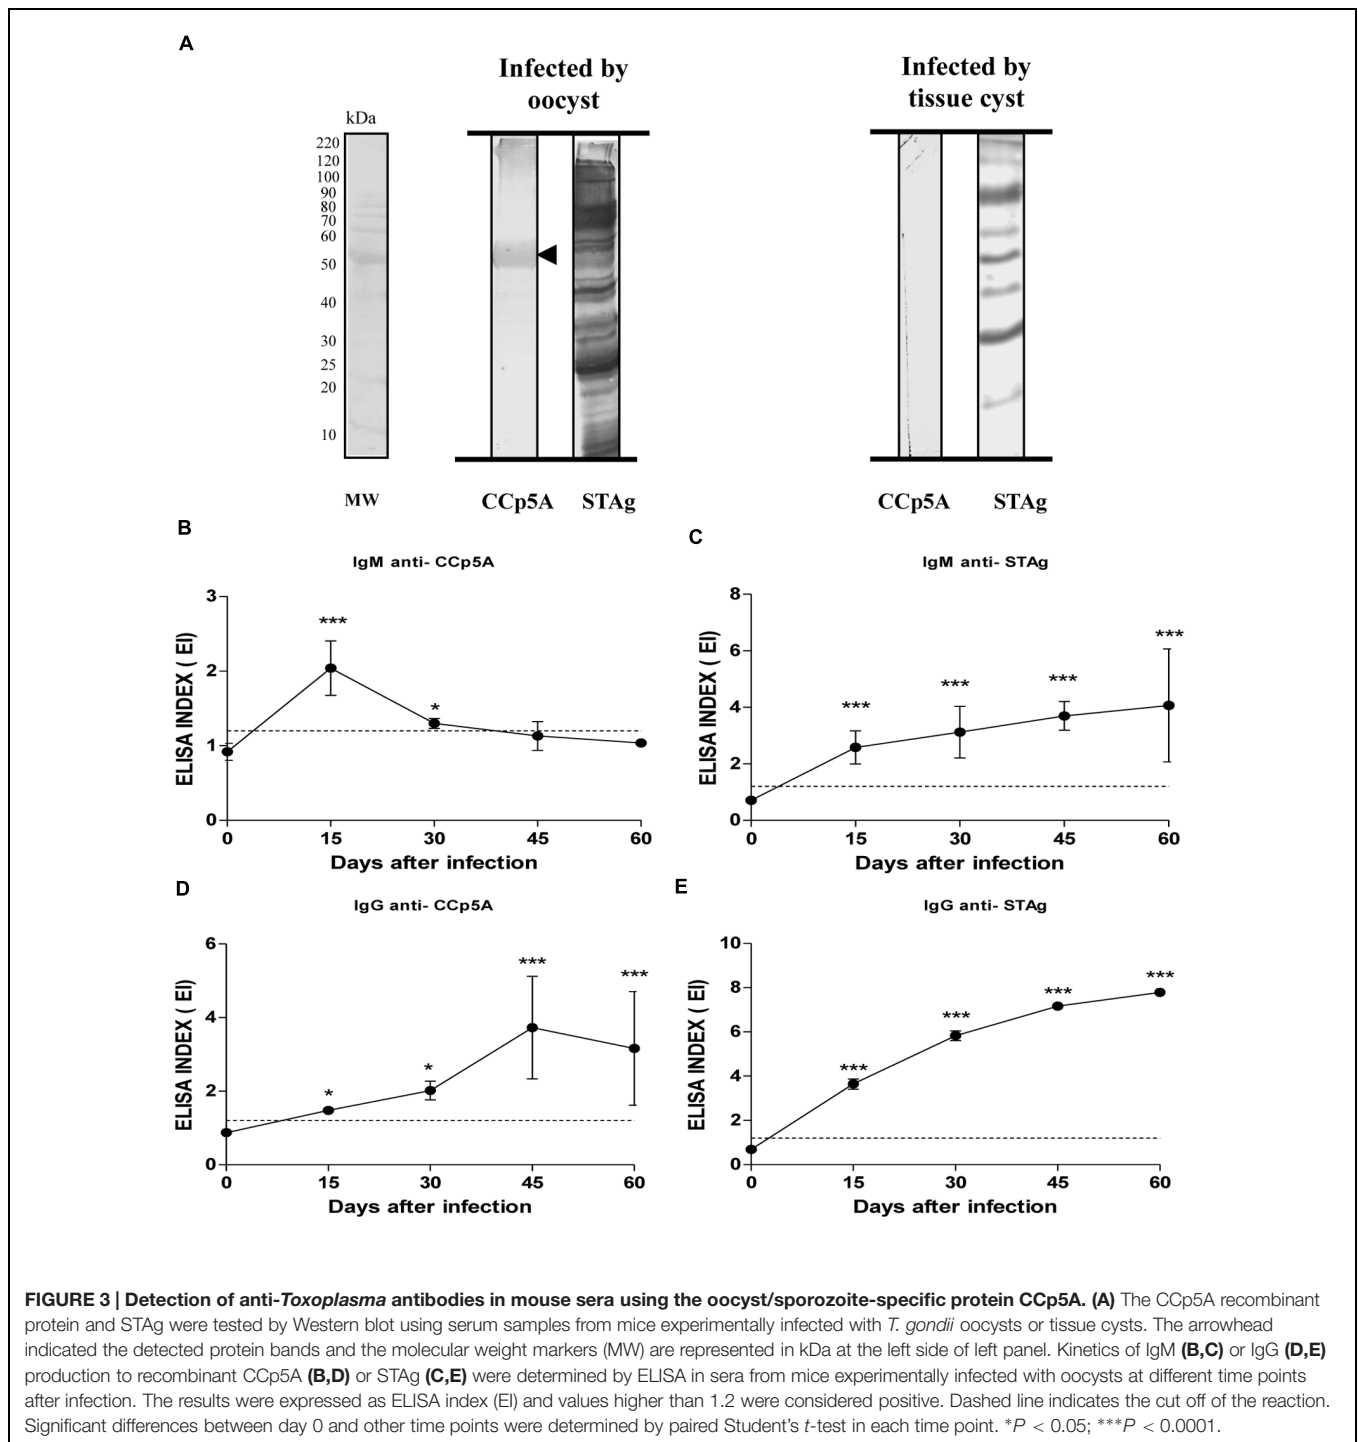 A
Infected by
oocyst
Infected by
tissue cyst
kDa
220
120
100
90
80
70
60
50
40
30
25
20
10
MW
CCp5A
STAg
CCp5A
STAg
B
IgM anti- CCp5A
ELISA INDEX ( EI)
3
2
1
0
***
*
0 15 30 45 60
Days after infection
C
IgM anti- STAg
ELISA INDEX ( EI)
8
6
4
2
0
*** *** *** ***
0 15 30 45 60
Days after infection
D
IgG anti- CCp5A
ELISA INDEX ( EI)
6
4
2
0
* * *** ***
0 15 30 45 60
Days after infection
E
IgG anti- STAg
ELISA INDEX ( EI)
10
8
6
4
2
0
*** *** *** ***
0 15 30 45 60
Days after infection
FIGURE 3 | Detection of anti-Toxoplasma antibodies in mouse sera using the oocyst/sporozoite-specific protein CCp5A. (A) The CCp5A recombinant
protein and STAg were tested by Western blot using serum samples from mice experimentally infected with T. gondii oocysts or tissue cysts. The arrowhead
indicated the detected protein bands and the molecular weight markers (MW) are represented in kDa at the left side of left panel. Kinetics of IgM (B,C) or IgG (D,E)
production to recombinant CCp5A (B,D) or STAg (C,E) were determined by ELISA in sera from mice experimentally infected with oocysts at different time points
after infection. The results were expressed as ELISA index (EI) and values higher than 1.2 were considered positive. Dashed line indicates the cut off of the reaction.
Significant differences between day 0 and other time points were determined by paired Student's t-test in each time point. *P < 0.05; ***P < 0.0001.